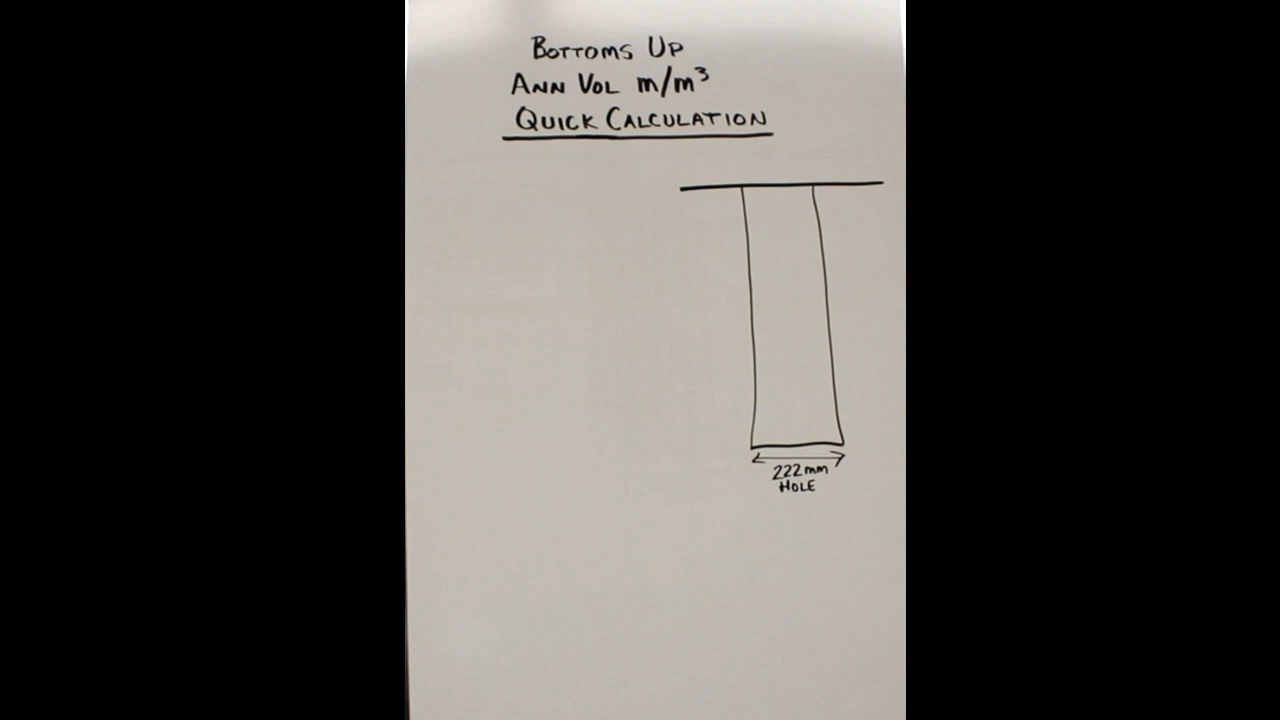 BOTTOMS UP
ANN VOL m/m³
QUICK CALCULATION
222mm
HOLE